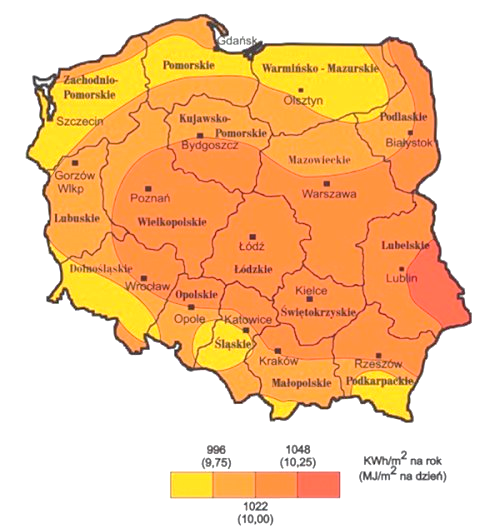 Gdańsk
Pomorskie
Warmińsko - Mazurskie
Zachodnio-
Pomorskie
Olsztyn
Szczecin
Kujawsko-
Pomorskie
Podlaskie
Bydgoszcz
Białystok
Mazowieckie
Gorzów
Wlkp
Poznań
Warszawa
Lubuskie
Wielkopolskie
Łódź
Lubelskie
Dolnośląskie
Łódzkie
Lublin
Wrocław
Kielce
Opolskie
Świętokrzyskie
Opole
Katowice
Śląskie
Kraków
Rzeszów
Małopolskie
Podkarpackie
996
(9,75)
1048
(10,25)
KWh/m² na rok
(MJ/m² na dzień)
1022
(10,00)